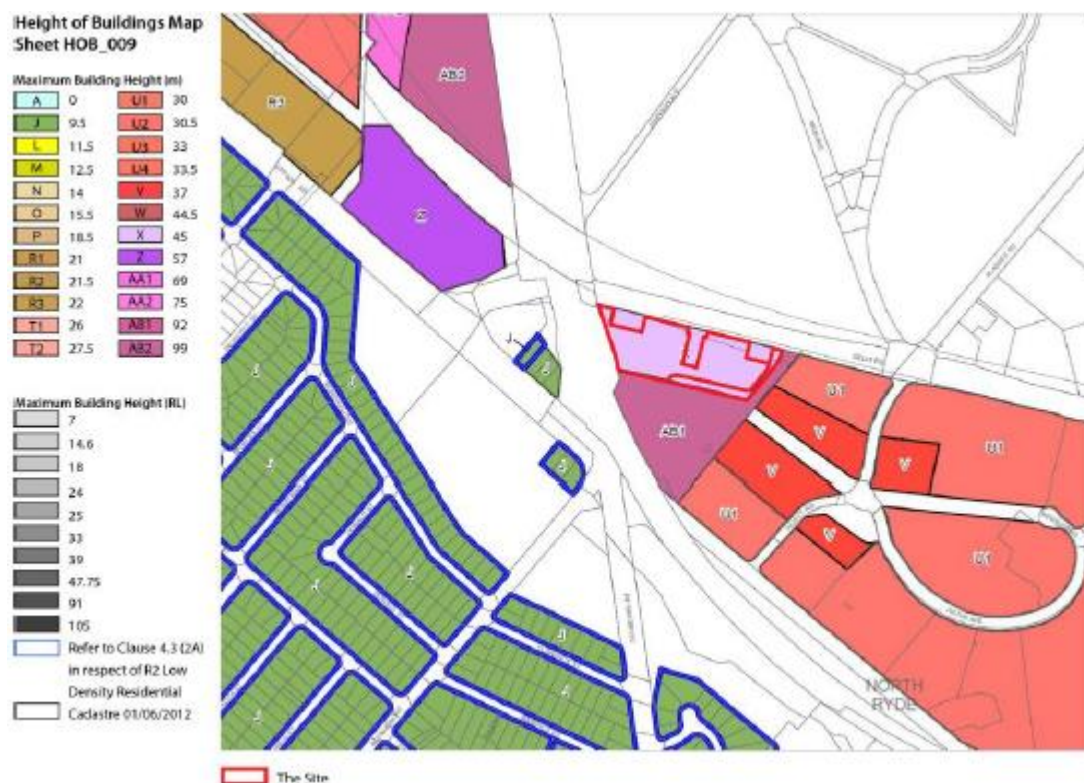 Height of Buildings Map
Sheet HOB_009
Maximum Building Height (m)
A 0
J 9.5
L 11.5
M 12.5
N 14
O 15.5
P 18.5
R1 21
R2 21.5
R3 22
T1 26
T2 27.5
U1 30
U2 30.5
U3 33
U4 33.5
V 37
W 44.5
X 45
Z 57
AA1 69
AA2 75
AB1 92
AB2 99
Maximum Building Height (RL)
7
14.6
18
24
25
33
39
47.75
91
105
Refer to Clause 4.3 (2A)
in respect of R2 Low
Density Residential
Cadastre 01/06/2012
AB2
R3
Z
J
J
J
AB1
U1
V
U1
V
V
J
U1
V
U1
J
J
J
J
J
J
J
J
J
NORTH
RYDE
The Site